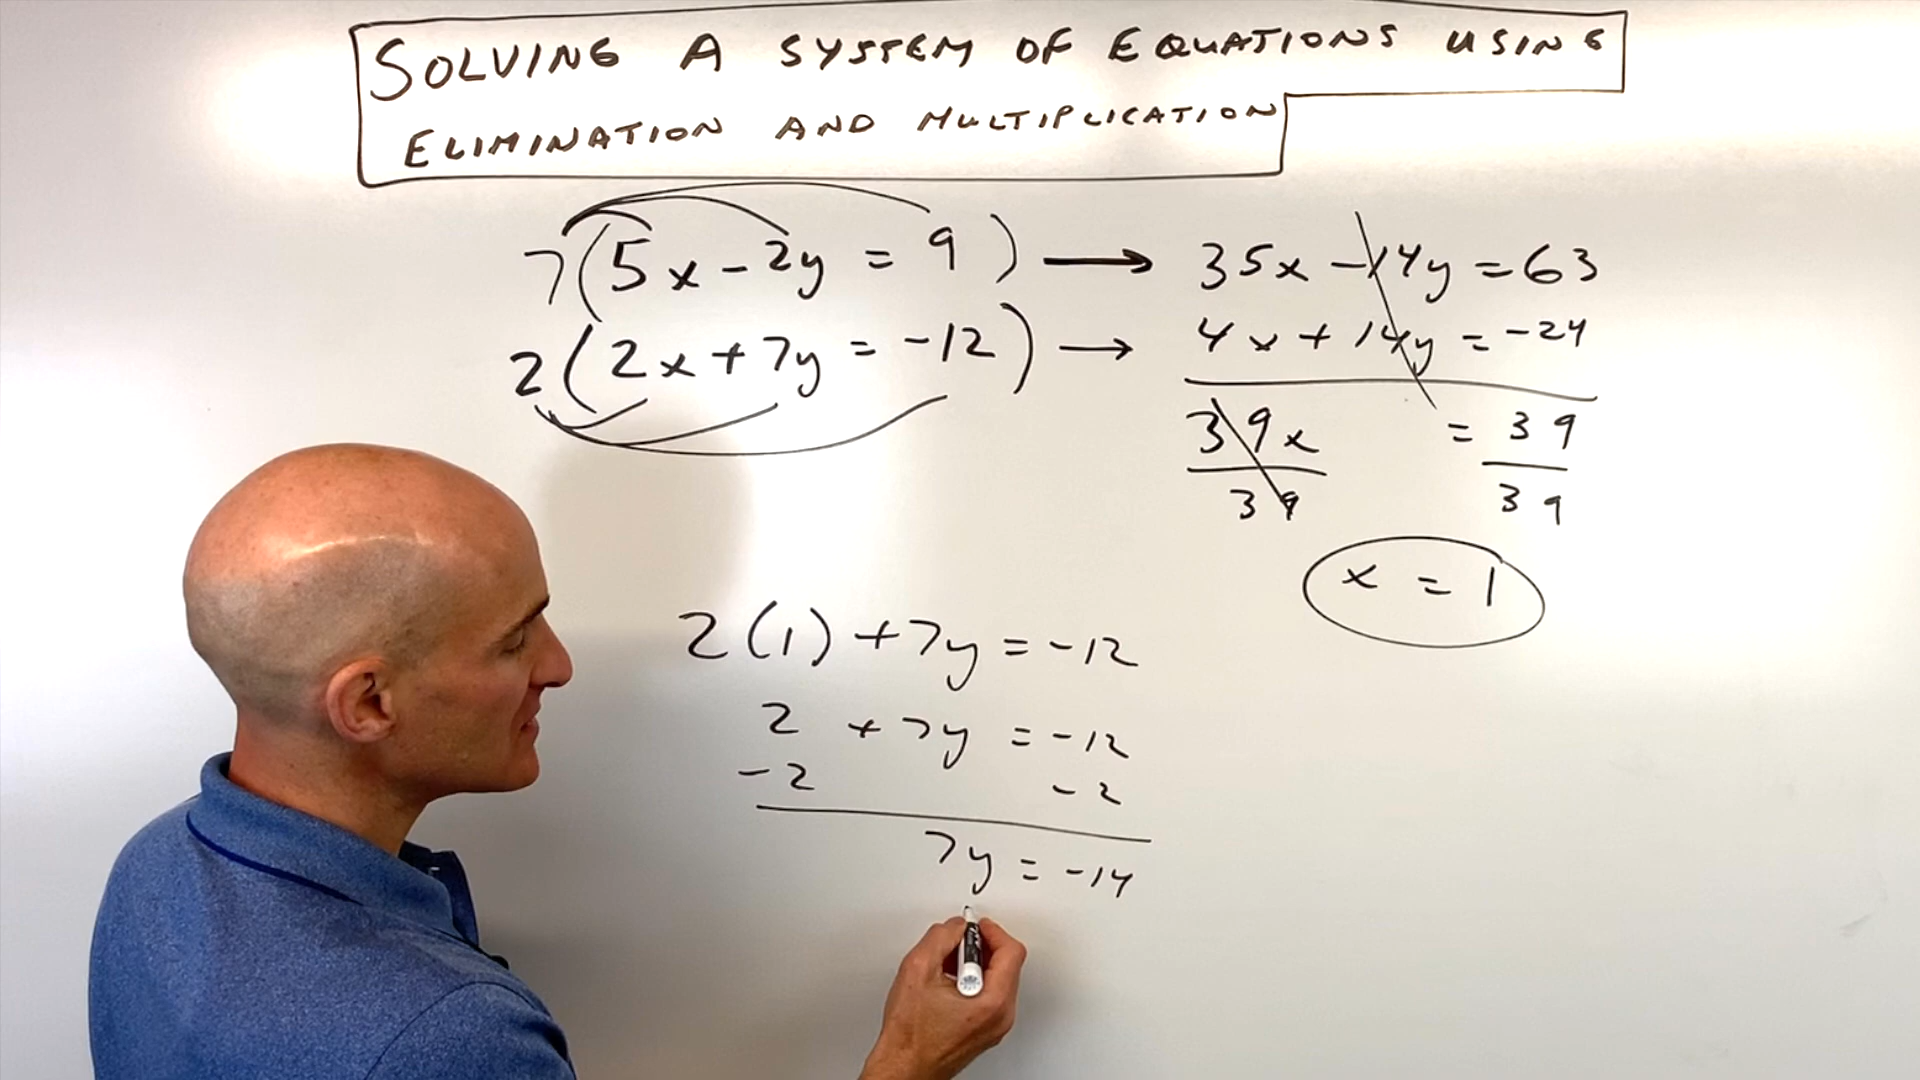 SOLVING A SYSTEM OF EQUATIONS USING
ELIMINATION AND MULTIPLICATION
7(5x - 2y = 9) → 35x - 14y = 63
2(2x + 7y = -12) → 4x + 14y = -24
39x = 39
39 39
x = 1
2(1) + 7y = -12
2 + 7y = -12
-2 -2
7y = -14